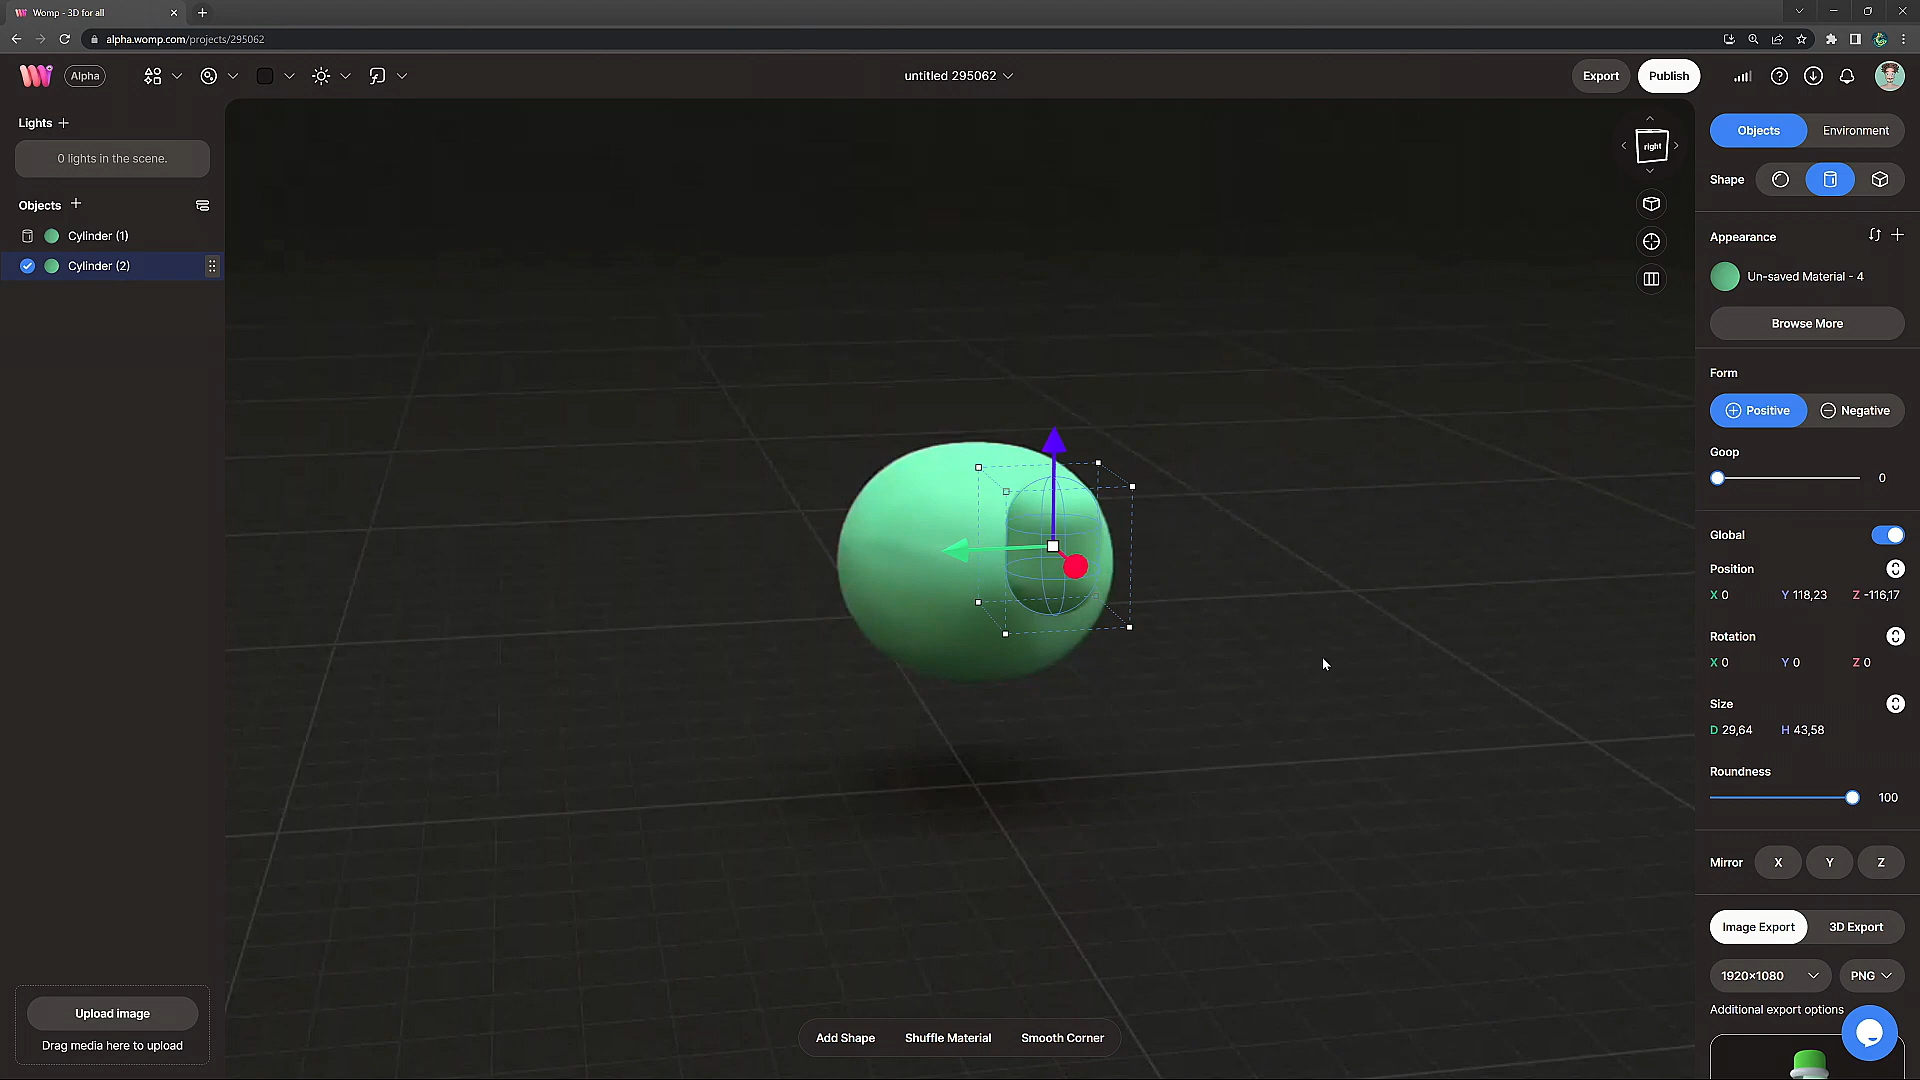 Womp - 3D for all
alpha.womp.com/projects/295062
Alpha
untitled 295062
Export
Publish
Lights
0 lights in the scene.
Objects
Cylinder (1)
Cylinder (2)
right
Objects
Environment
Shape
Appearance
Un-saved Material - 4
Browse More
Form
Positive
Negative
Goop
0
Global
Position
X 0 Y 118,23 Z -116,17
Rotation
X 0 Y 0 Z 0
Size
D 29,64 H 43,58
Roundness
100
Mirror X Y Z
Image Export
3D Export
1920×1080
PNG
Additional export options
Upload image
Drag media here to upload
Add Shape
Shuffle Material
Smooth Corner